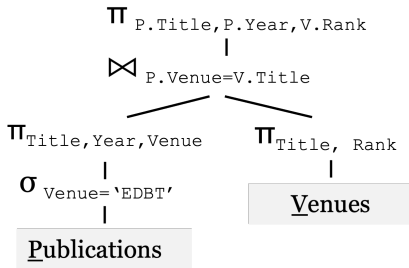 π P.Title,P.Year,V.Rank
⋈ P.Venue=V.Title
π Title,Year,Venue
π Title, Rank
σ Venue=‘EDBT’
Venues
Publications